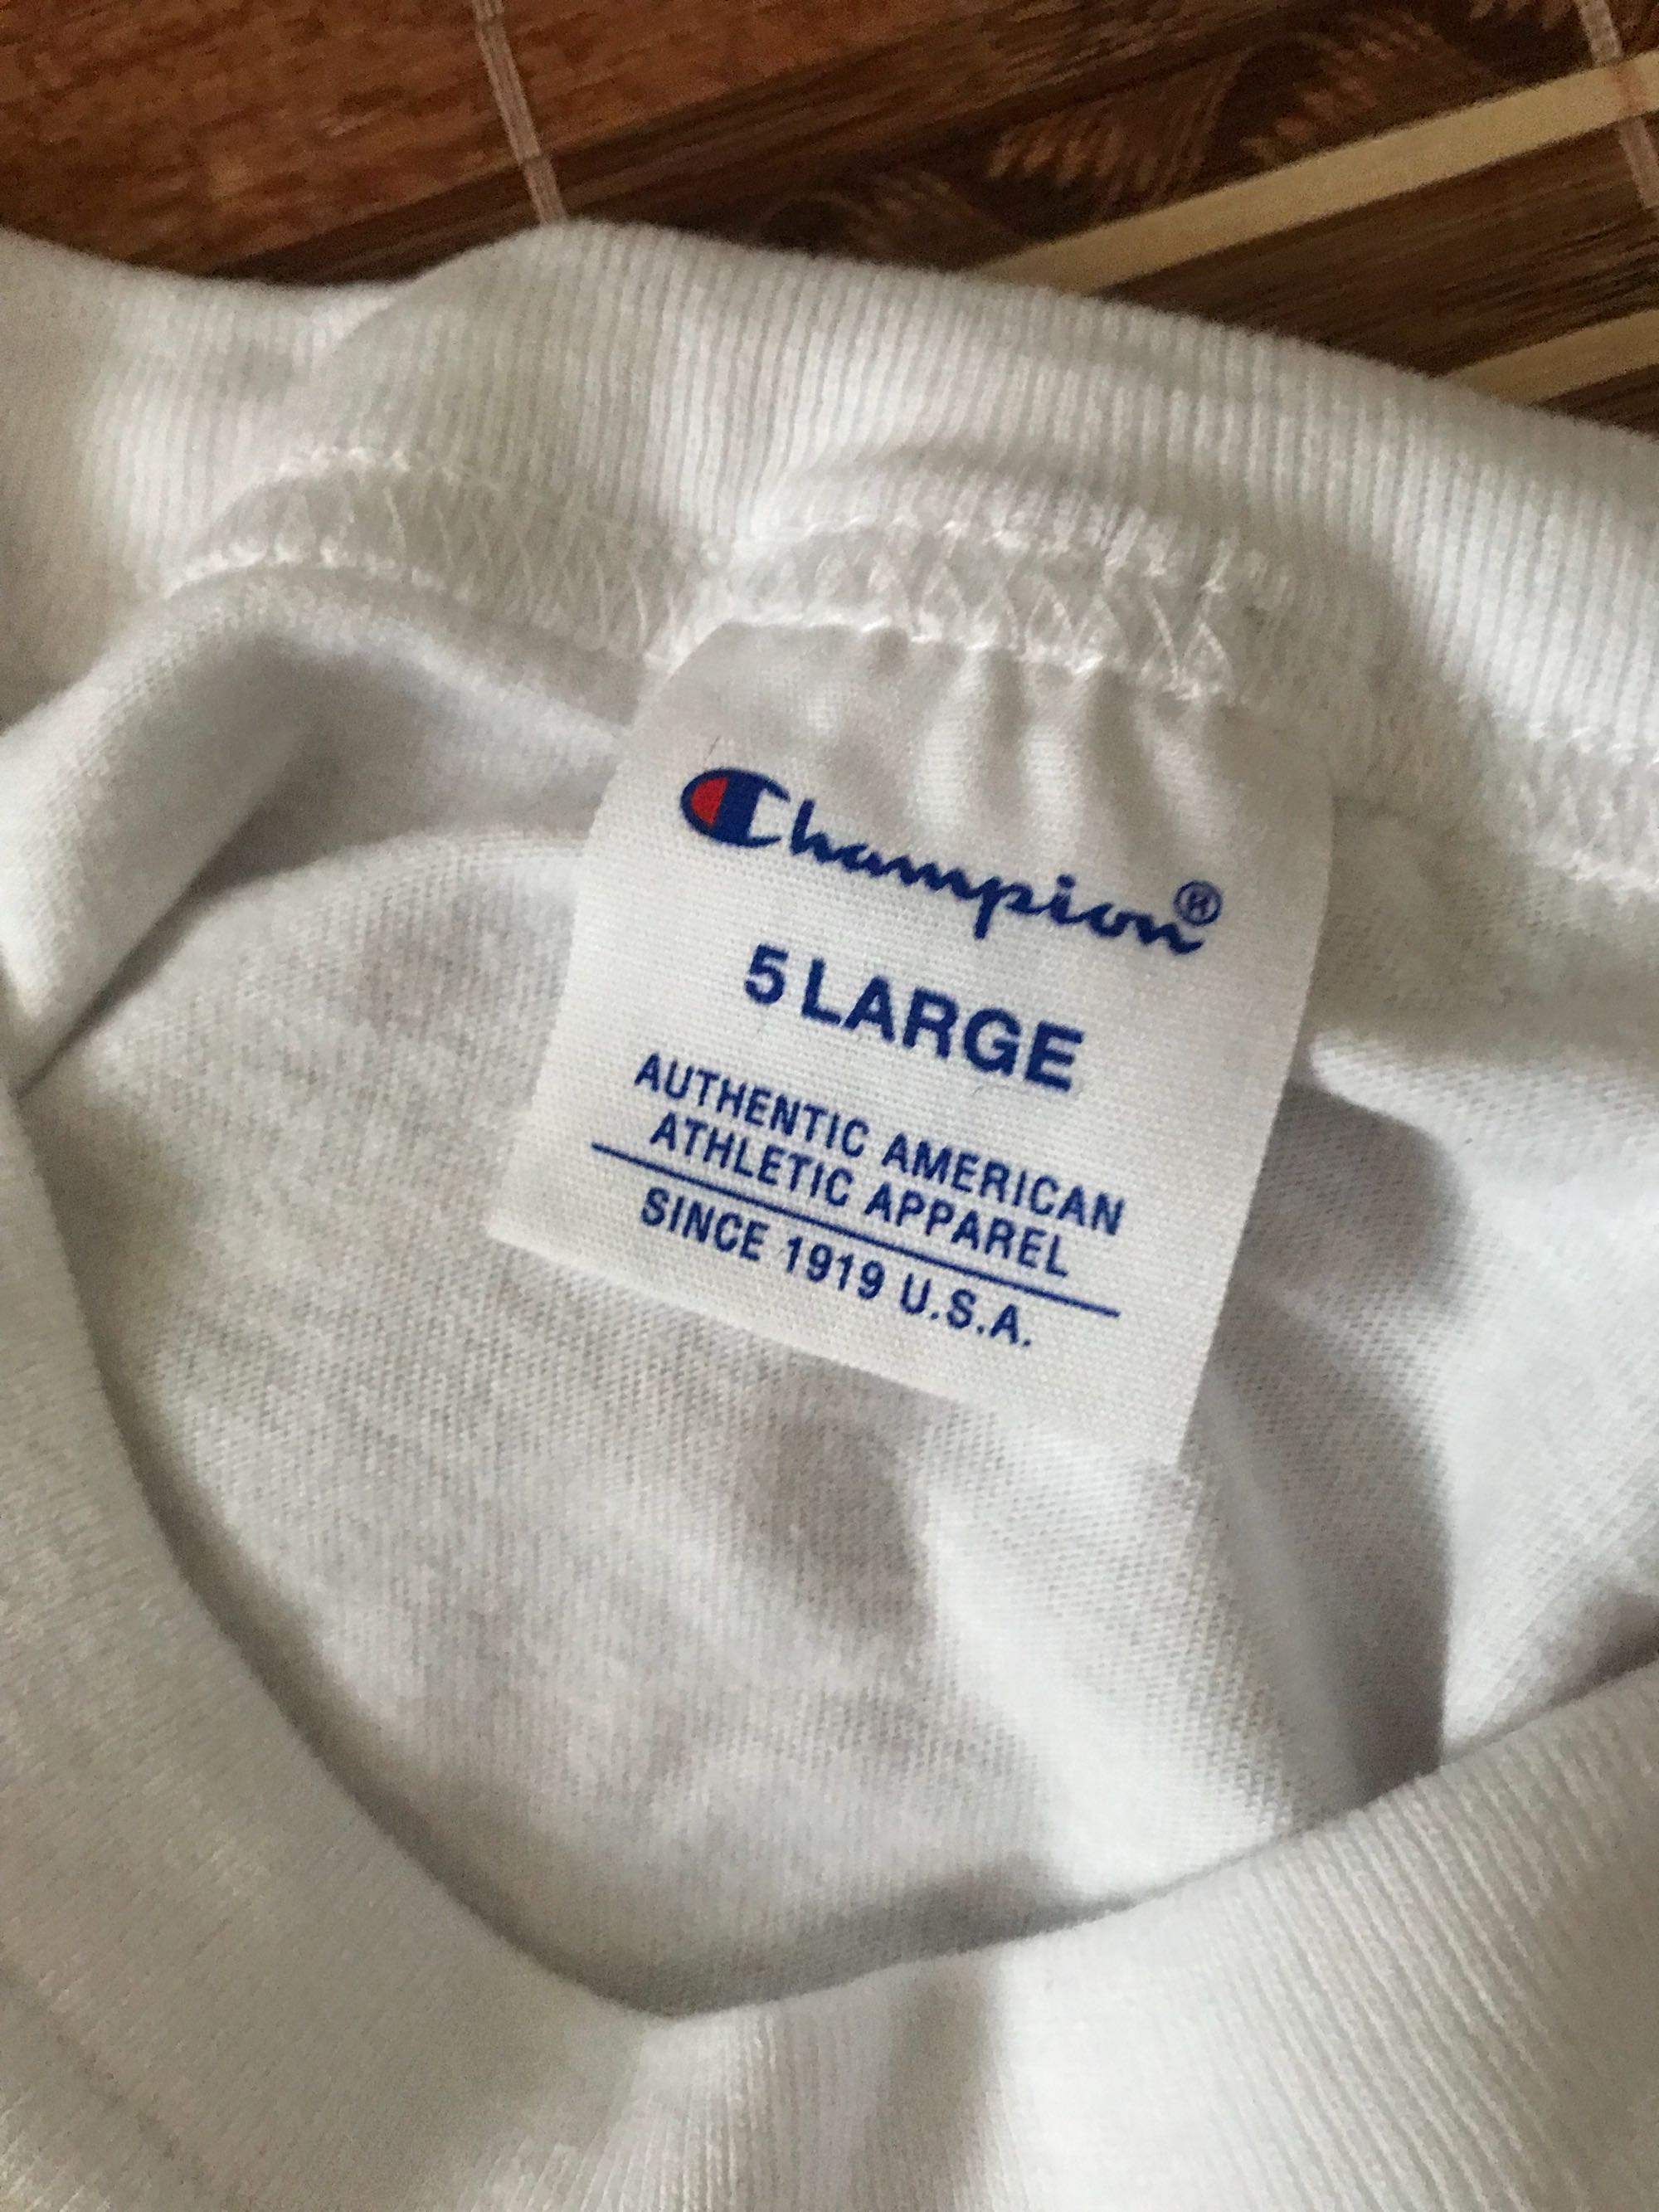 Champion®
5 LARGE
AUTHENTIC AMERICAN
ATHLETIC APPAREL
SINCE 1919 U.S.A.